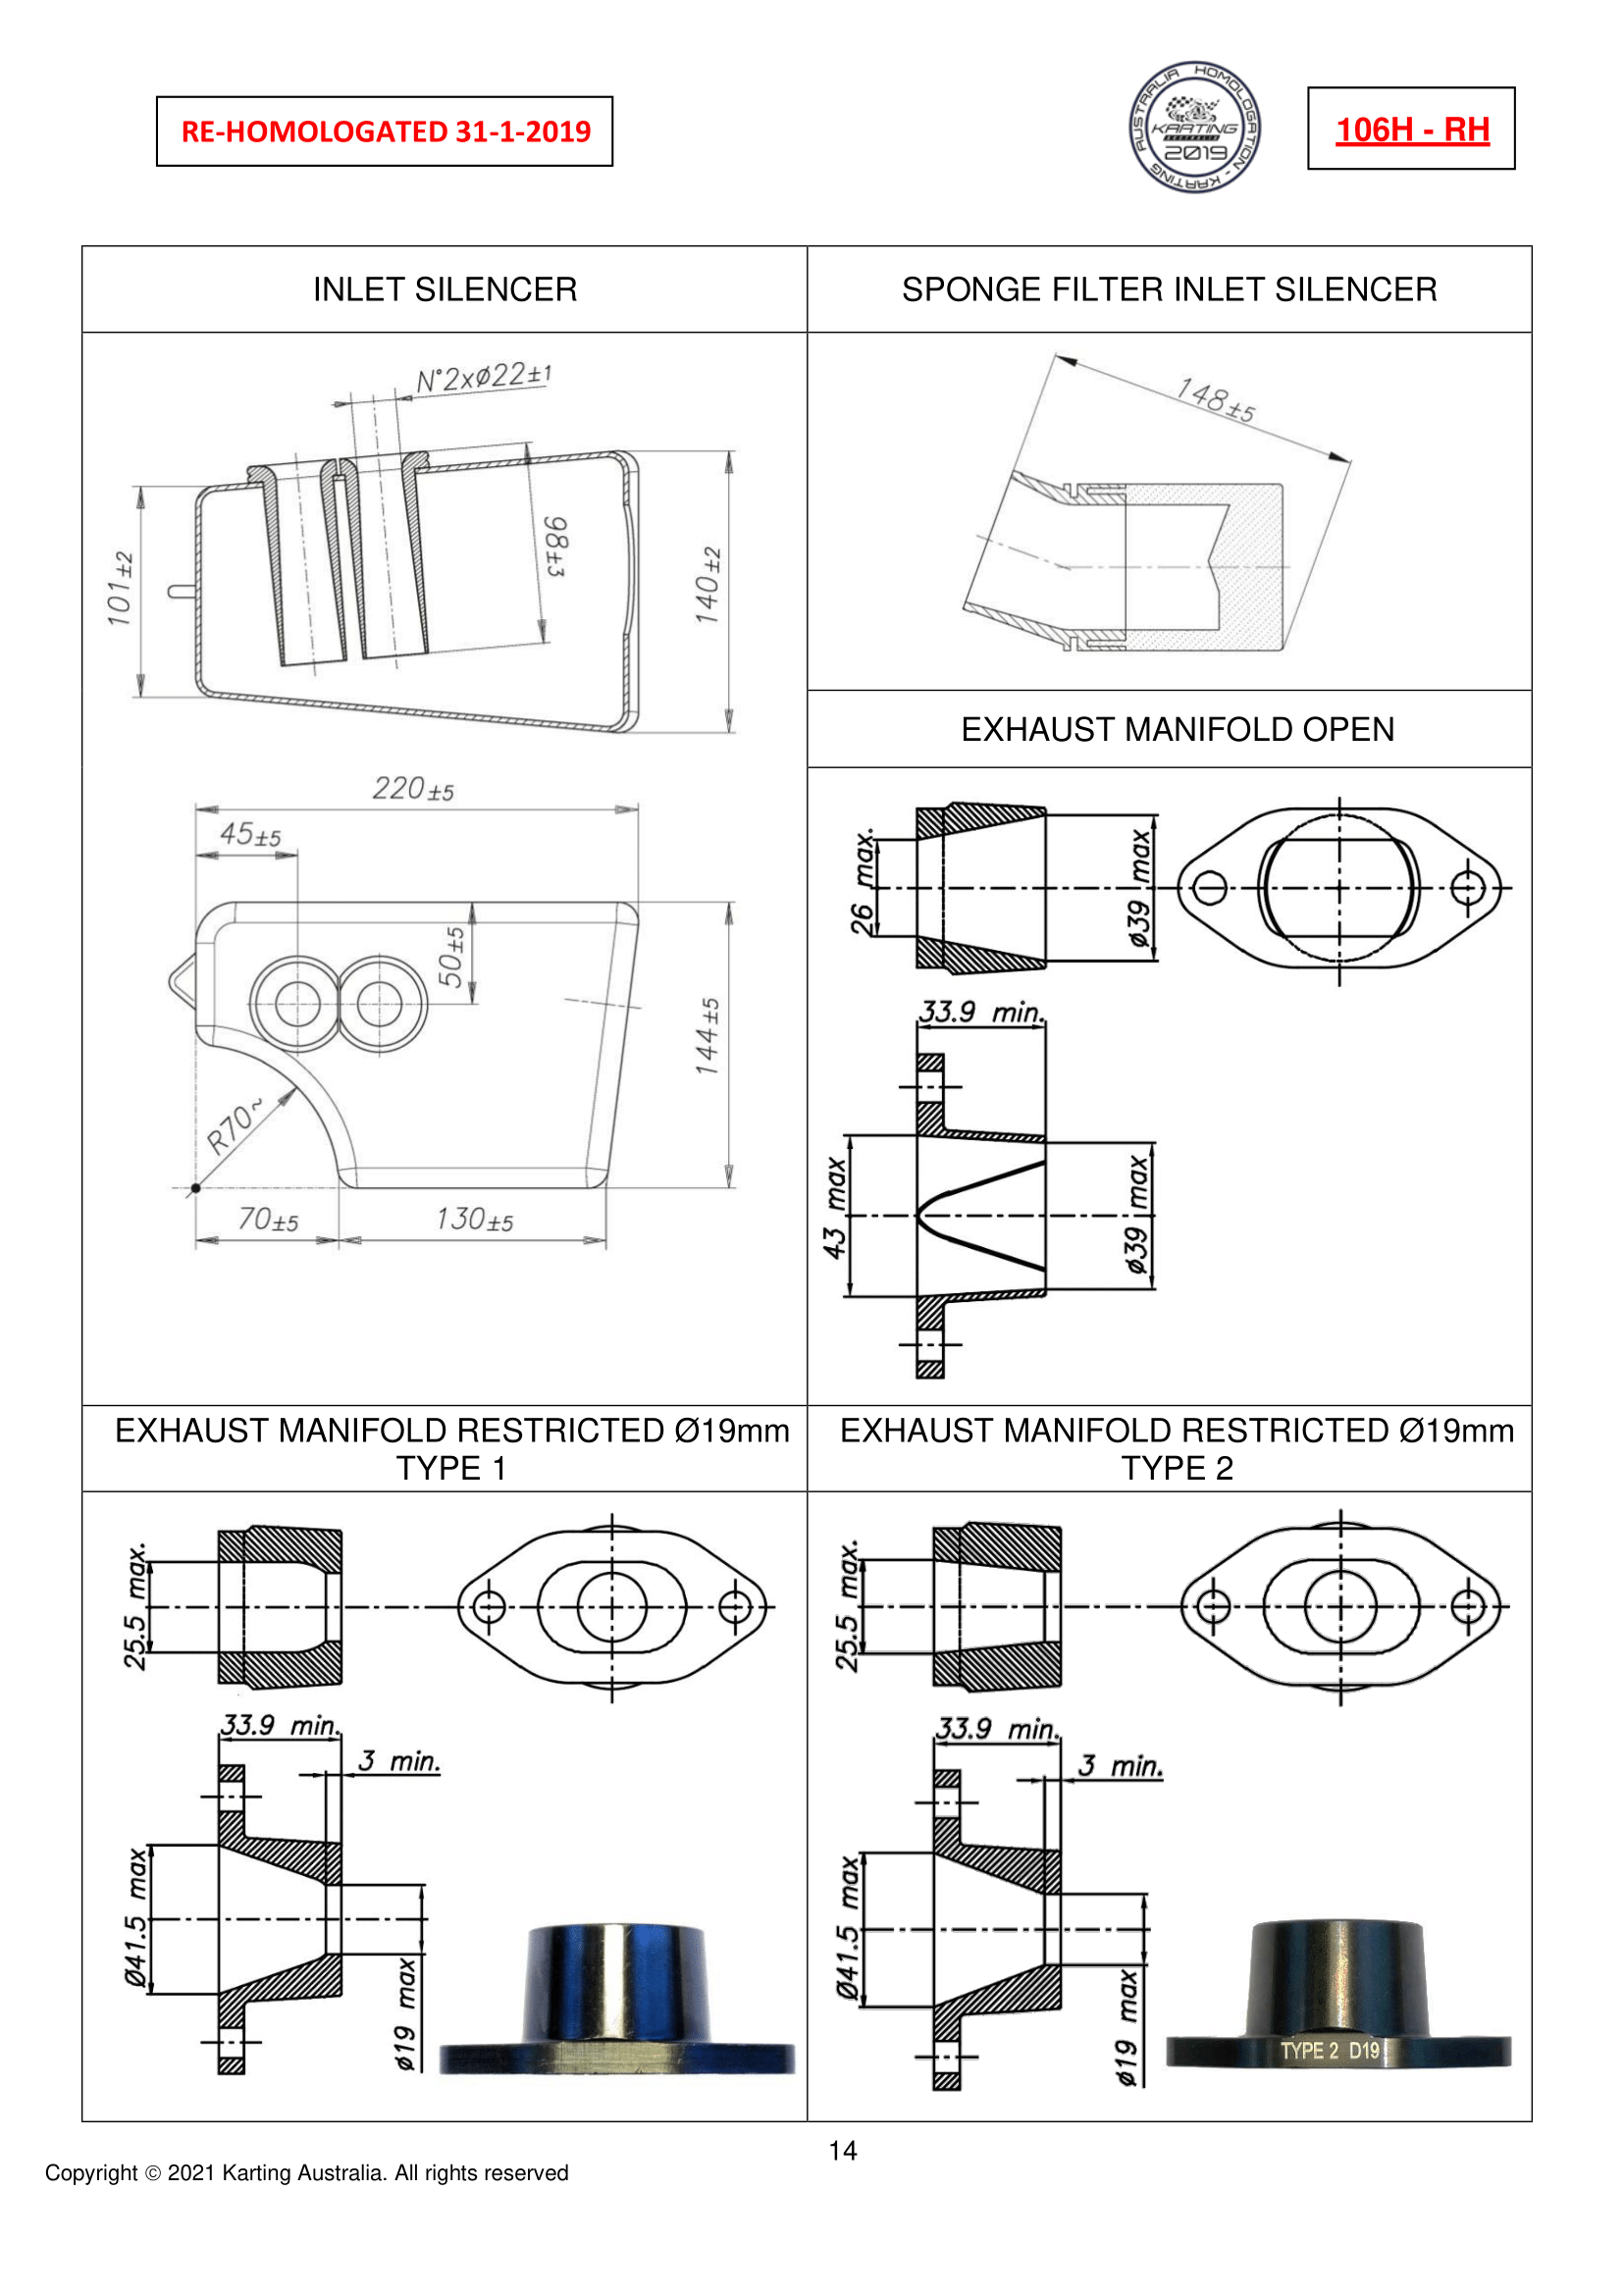 RE-HOMOLOGATED 31-1-2019
AUSTRALIA HOMOLOGATION - KARTING
KARTING
AUSTRALIA
2019
106H - RH
INLET SILENCER
SPONGE FILTER INLET SILENCER
N°2xø22±1
98±3
101±2
140±2
148±5
220±5
45±5
50±5
144±5
R70~
70±5
130±5
EXHAUST MANIFOLD OPEN
26 max.
ø39 max
33.9 min.
43 max
ø39 max
EXHAUST MANIFOLD RESTRICTED Ø19mm
TYPE 1
25.5 max.
33.9 min.
3 min.
Ø41.5 max
ø19 max
EXHAUST MANIFOLD RESTRICTED Ø19mm
TYPE 2
25.5 max.
33.9 min.
3 min.
Ø41.5 max
ø19 max
TYPE 2 D19
14
Copyright © 2021 Karting Australia. All rights reserved